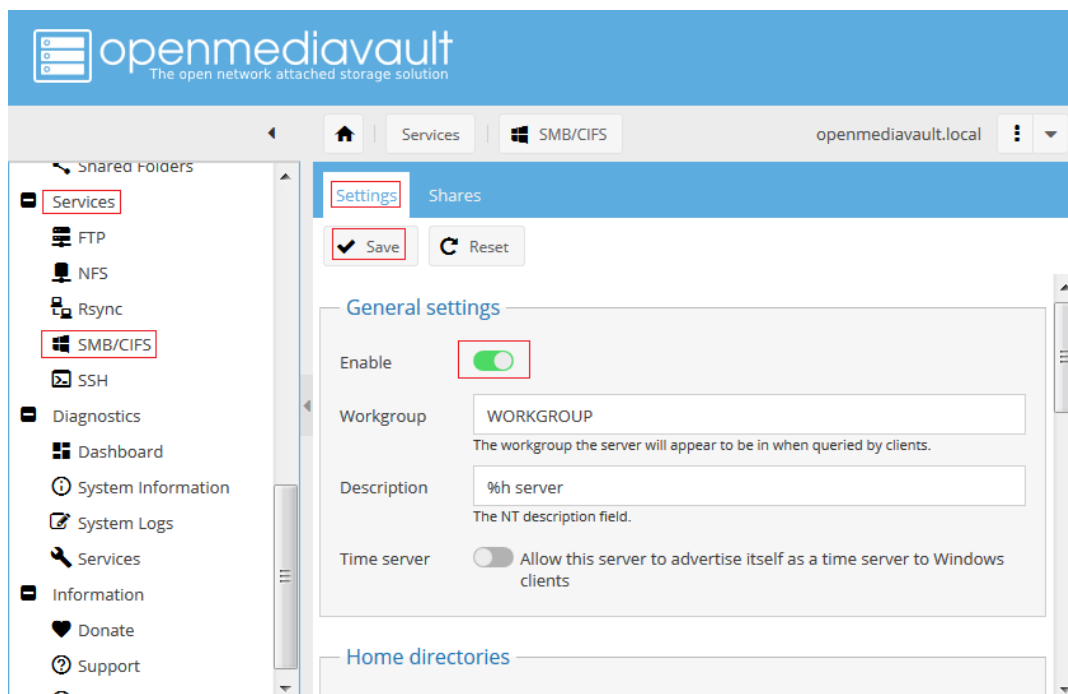 openmediavault
The open network attached storage solution
Services
SMB/CIFS
openmediavault.local
Shared Folders
Services
FTP
NFS
Rsync
SMB/CIFS
SSH
Diagnostics
Dashboard
System Information
System Logs
Services
Information
Donate
Support
Settings
Shares
Save
Reset
General settings
Enable
Workgroup
WORKGROUP
The workgroup the server will appear to be in when queried by clients.
Description
%h server
The NT description field.
Time server
Allow this server to advertise itself as a time server to Windows
clients
Home directories